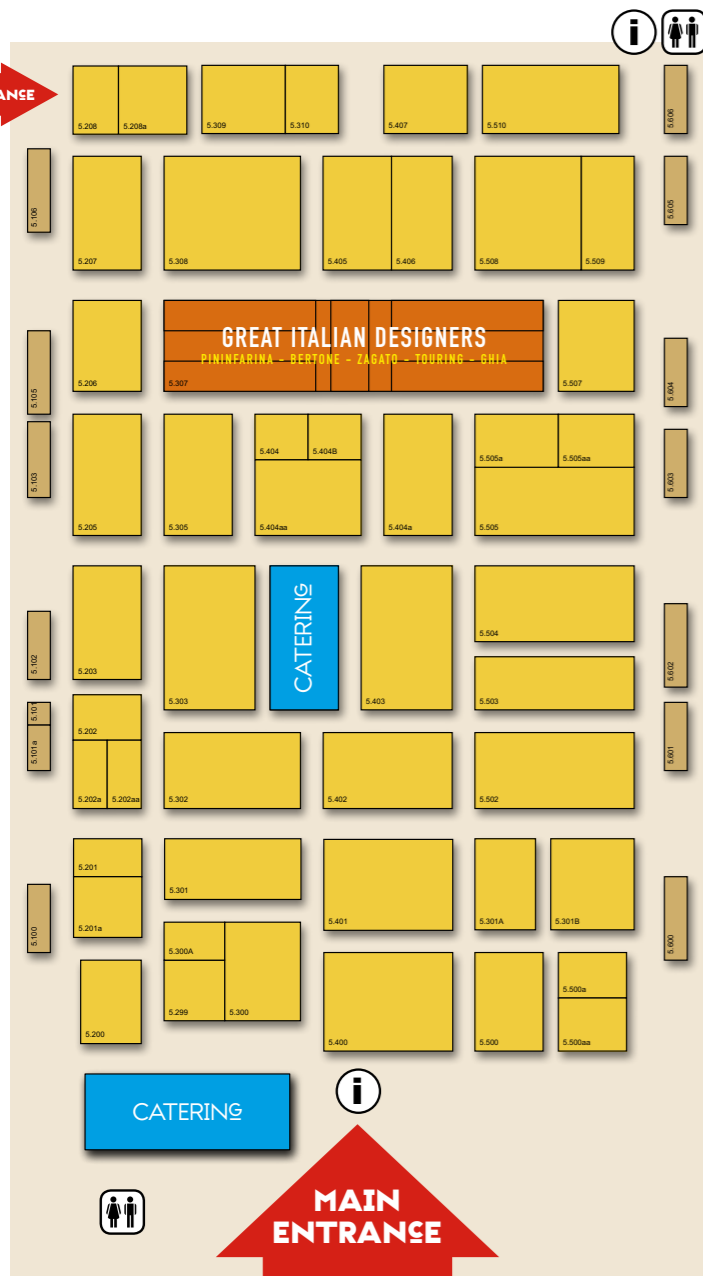 i
ANCE
5.208
5.208a
5.309
5.310
5.407
5.510
5.606
5.106
5.207
5.308
5.405
5.406
5.508
5.509
5.605
5.105
5.206
GREAT ITALIAN DESIGNERS
PININFARINA - BERTONE - ZAGATO - TOURING - GHIA
5.307
5.507
5.604
5.103
5.205
5.305
5.404
5.404B
5.404aa
5.404a
5.505a
5.505aa
5.505
5.603
5.102
5.203
5.303
CATERING
5.403
5.504
5.503
5.602
5.101
5.101a
5.202
5.202a
5.202aa
5.302
5.402
5.502
5.601
5.100
5.201
5.201a
5.301
5.401
5.301A
5.301B
5.600
5.200
5.300A
5.299
5.300
5.400
5.500
5.500a
5.500aa
CATERING
i
MAIN
ENTRANCE